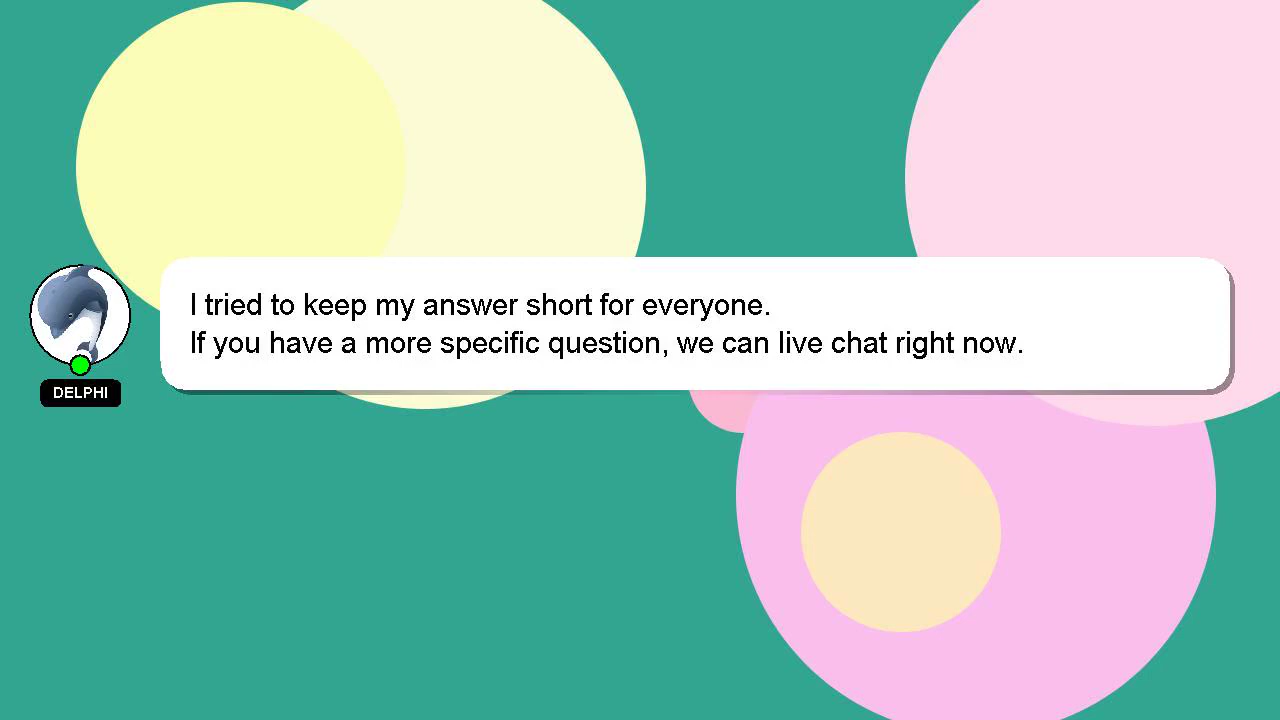 I tried to keep my answer short for everyone.
If you have a more specific question, we can live chat right now.
DELPHI